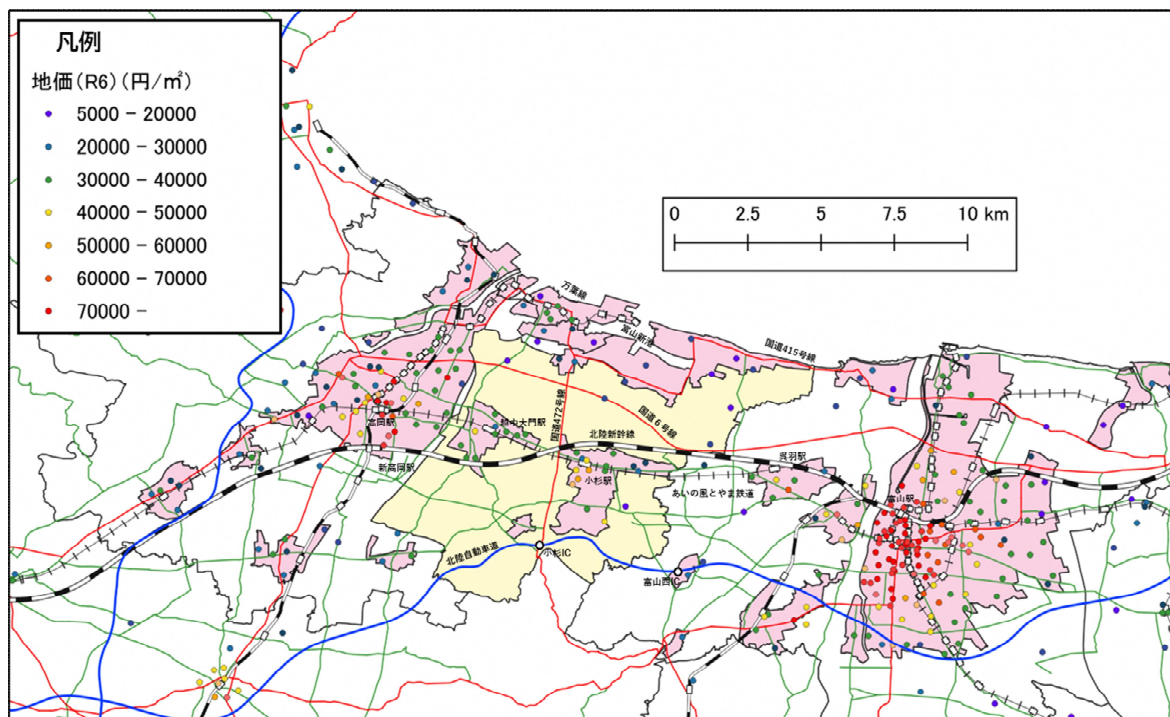 凡例
地価(R6)(円/㎡)
5000 - 20000
20000 - 30000
30000 - 40000
40000 - 50000
50000 - 60000
60000 - 70000
70000 -
0 2.5 5 7.5 10 km
万葉線
富山新港
国道415号線
国道472号線
国道6号線
越中大門駅
高岡駅
北陸新幹線
呉羽駅
新高岡駅
小杉駅
あいの風とやま鉄道
富山駅
北陸自動車道
小杉IC
富山西IC